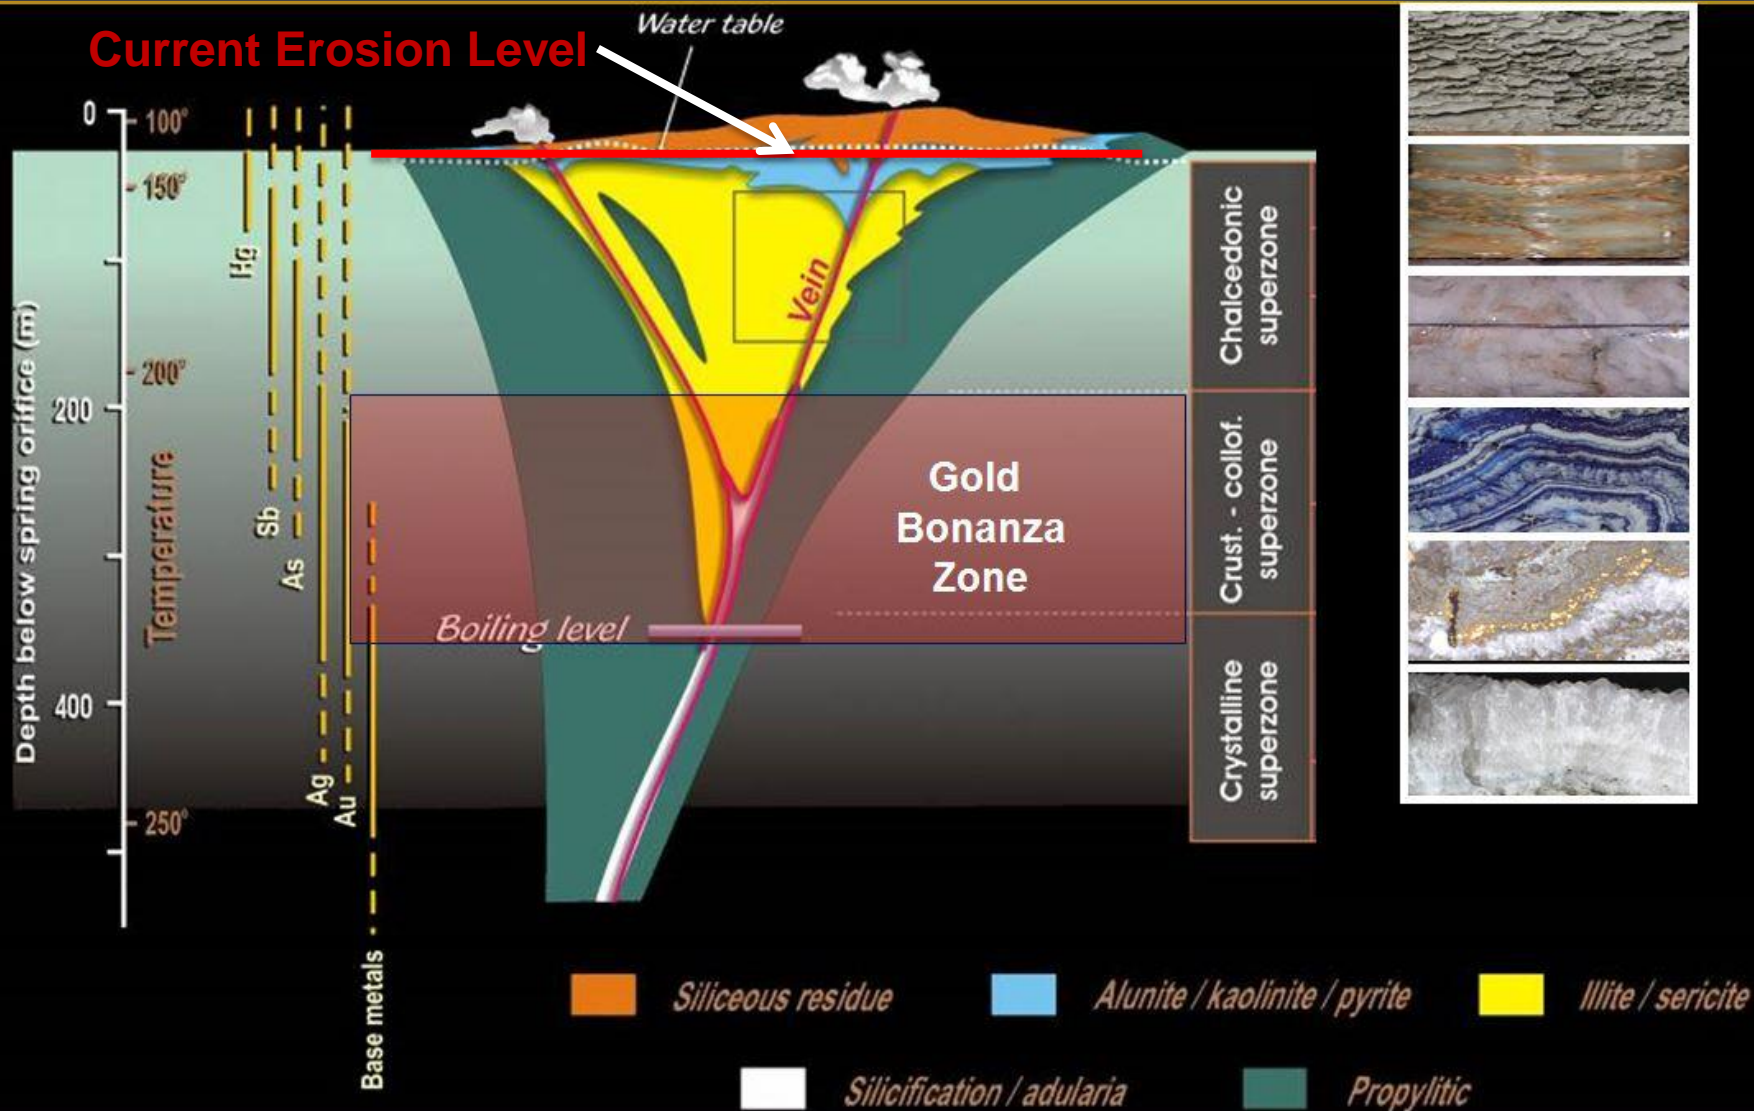 Water table
Current Erosion Level
0
100°
150°
Hg
Vein
Chalcedonic
superzone
200°
200
Depth below spring orifice (m)
Temperature
Sb
As
Gold
Bonanza
Zone
Crust. - collof.
superzone
Boiling level
400
Ag
Au
Crystalline
superzone
250°
Base metals
Siliceous residue
Alunite / kaolinite / pyrite
Illite / sericite
Silicification / adularia
Propylitic